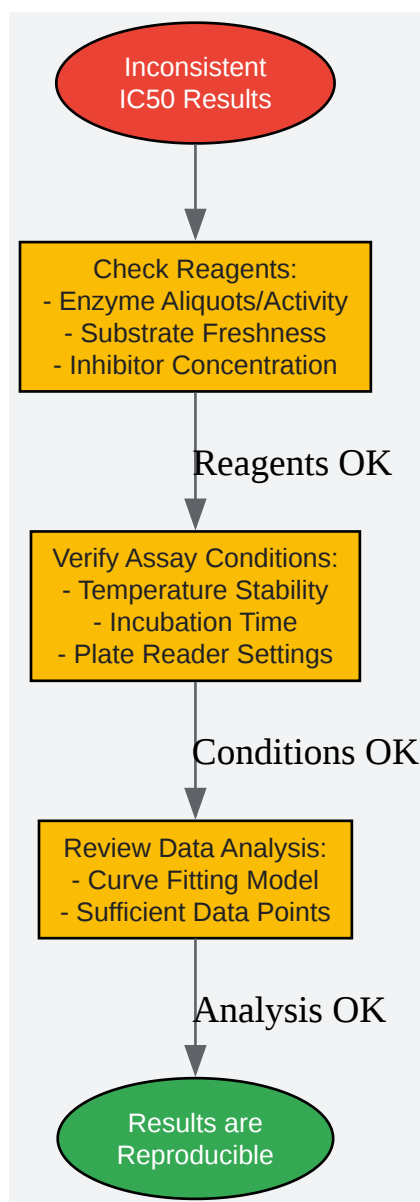 Inconsistent
IC50 Results
Check Reagents:
- Enzyme Aliquots/Activity
- Substrate Freshness
- Inhibitor Concentration
Reagents OK
Verify Assay Conditions:
- Temperature Stability
- Incubation Time
- Plate Reader Settings
Conditions OK
Review Data Analysis:
- Curve Fitting Model
- Sufficient Data Points
Analysis OK
Results are
Reproducible